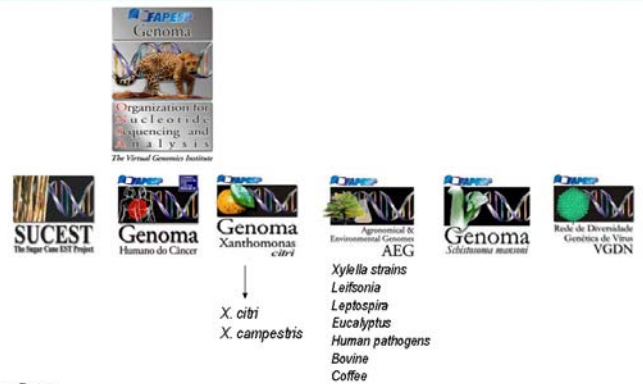 FAPESP
Genoma
Organization for
Nucleotide
Sequencing and
Analysis
The Virtual Genomics Institute
SUCEST
The Sugar Cane EST Project
FAPESP
Genoma
Humano do Câncer
FAPESP
Genoma
Xanthomonas
citri
FAPESP
Agronomical &
Environmental Genomes
AEG
FAPESP
Genoma
Schistosoma mansoni
FAPESP
Rede de Diversidade
Genética de Vírus
VGDN
X. citri
X. campestris
Xylella strains
Leifsonia
Leptospira
Eucalyptus
Human pathogens
Bovine
Coffee